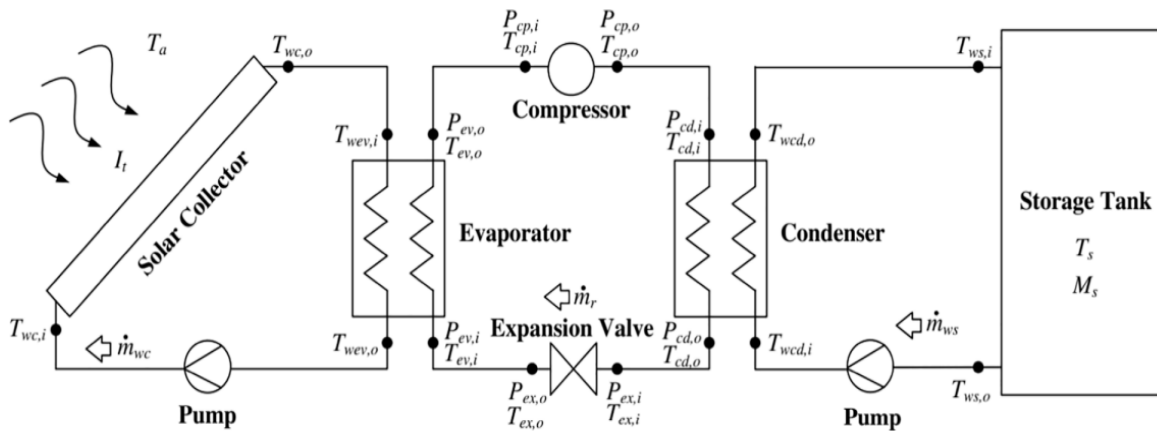 P_cp,i
T_cp,i
P_cp,o
T_cp,o
T_a
T_wc,o
T_ws,i
Compressor
T_wev,i
P_ev,o
T_ev,o
P_cd,i
T_cd,i
T_wcd,o
I_t
Solar Collector
Evaporator
Condenser
Storage Tank
T_s
M_s
ṁ_r
Expansion Valve
T_wc,i
ṁ_wc
T_wev,o
P_ev,i
T_ev,i
P_cd,o
T_cd,o
T_wcd,i
ṁ_ws
P_ex,o
T_ex,o
P_ex,i
T_ex,i
T_ws,o
Pump
Pump